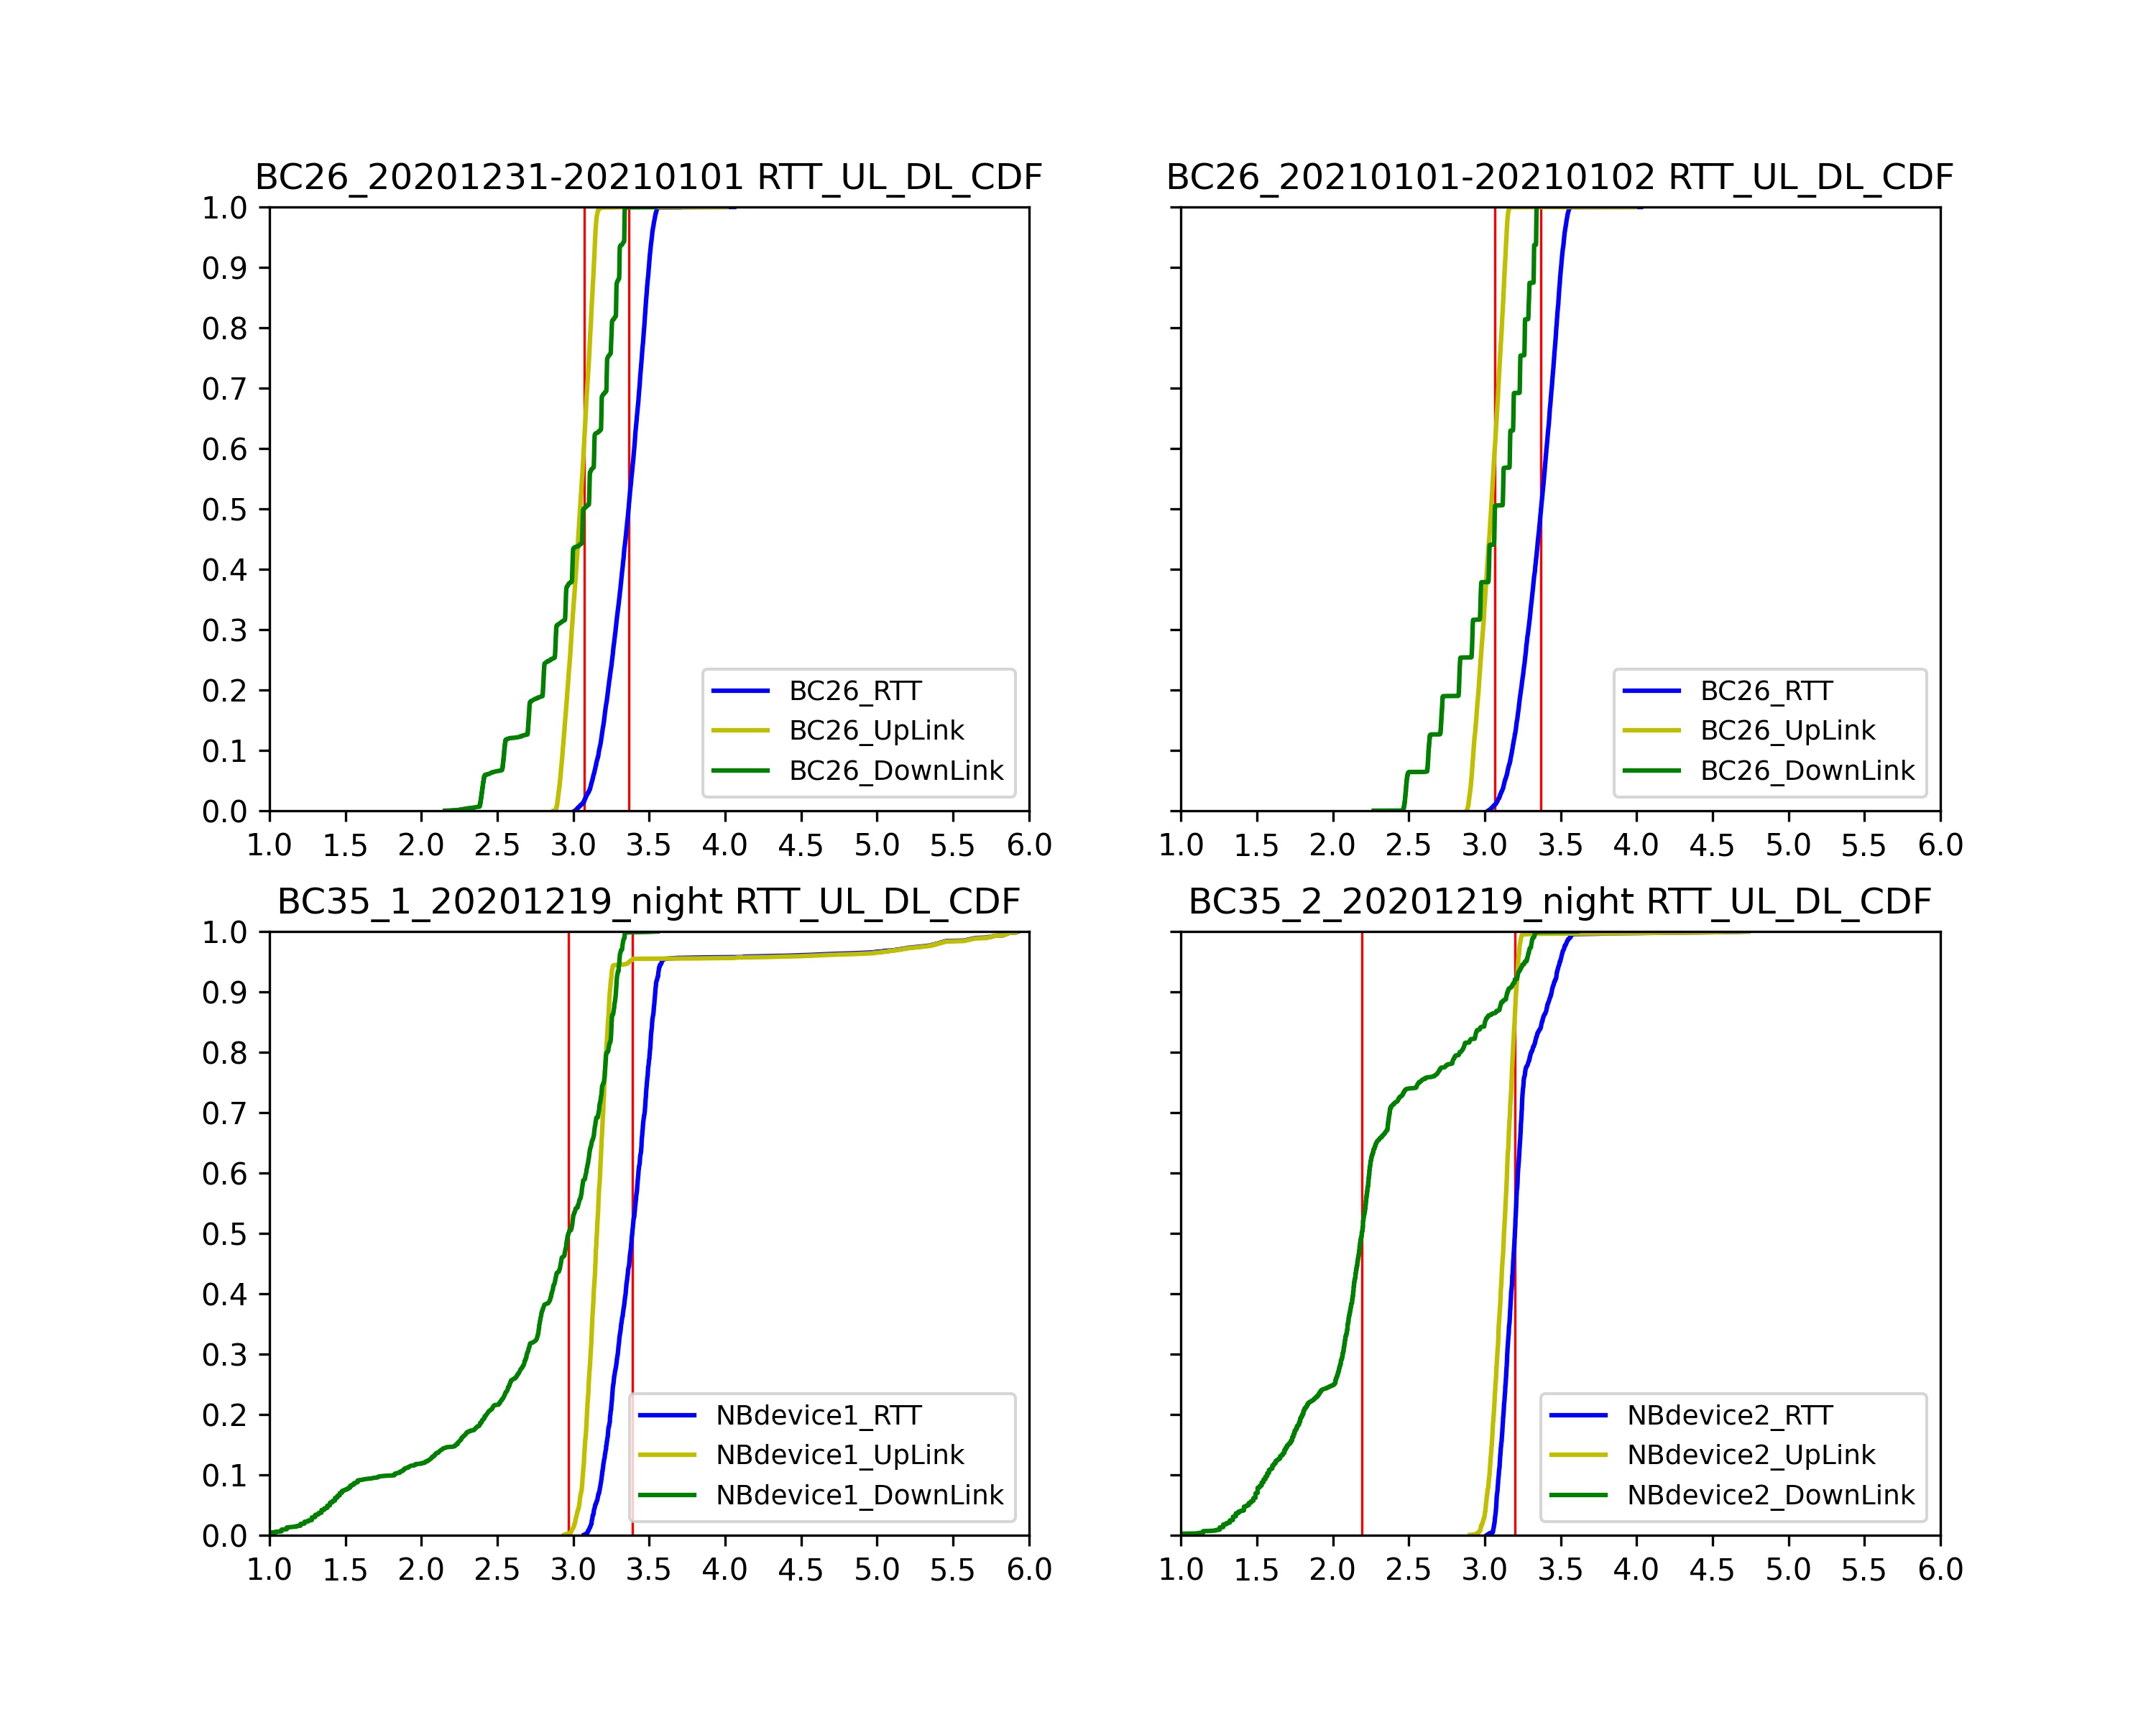 BC26_20201231-20210101 RTT_UL_DL_CDF
1.0
0.9
0.8
0.7
0.6
0.5
0.4
0.3
0.2
0.1
0.0
BC26_RTT
BC26_UpLink
BC26_DownLink
1.0 1.5 2.0 2.5 3.0 3.5 4.0 4.5 5.0 5.5 6.0
BC26_20210101-20210102 RTT_UL_DL_CDF
BC26_RTT
BC26_UpLink
BC26_DownLink
1.0 1.5 2.0 2.5 3.0 3.5 4.0 4.5 5.0 5.5 6.0
BC35_1_20201219_night RTT_UL_DL_CDF
1.0
0.9
0.8
0.7
0.6
0.5
0.4
0.3
0.2
0.1
0.0
NBdevice1_RTT
NBdevice1_UpLink
NBdevice1_DownLink
1.0 1.5 2.0 2.5 3.0 3.5 4.0 4.5 5.0 5.5 6.0
BC35_2_20201219_night RTT_UL_DL_CDF
NBdevice2_RTT
NBdevice2_UpLink
NBdevice2_DownLink
1.0 1.5 2.0 2.5 3.0 3.5 4.0 4.5 5.0 5.5 6.0